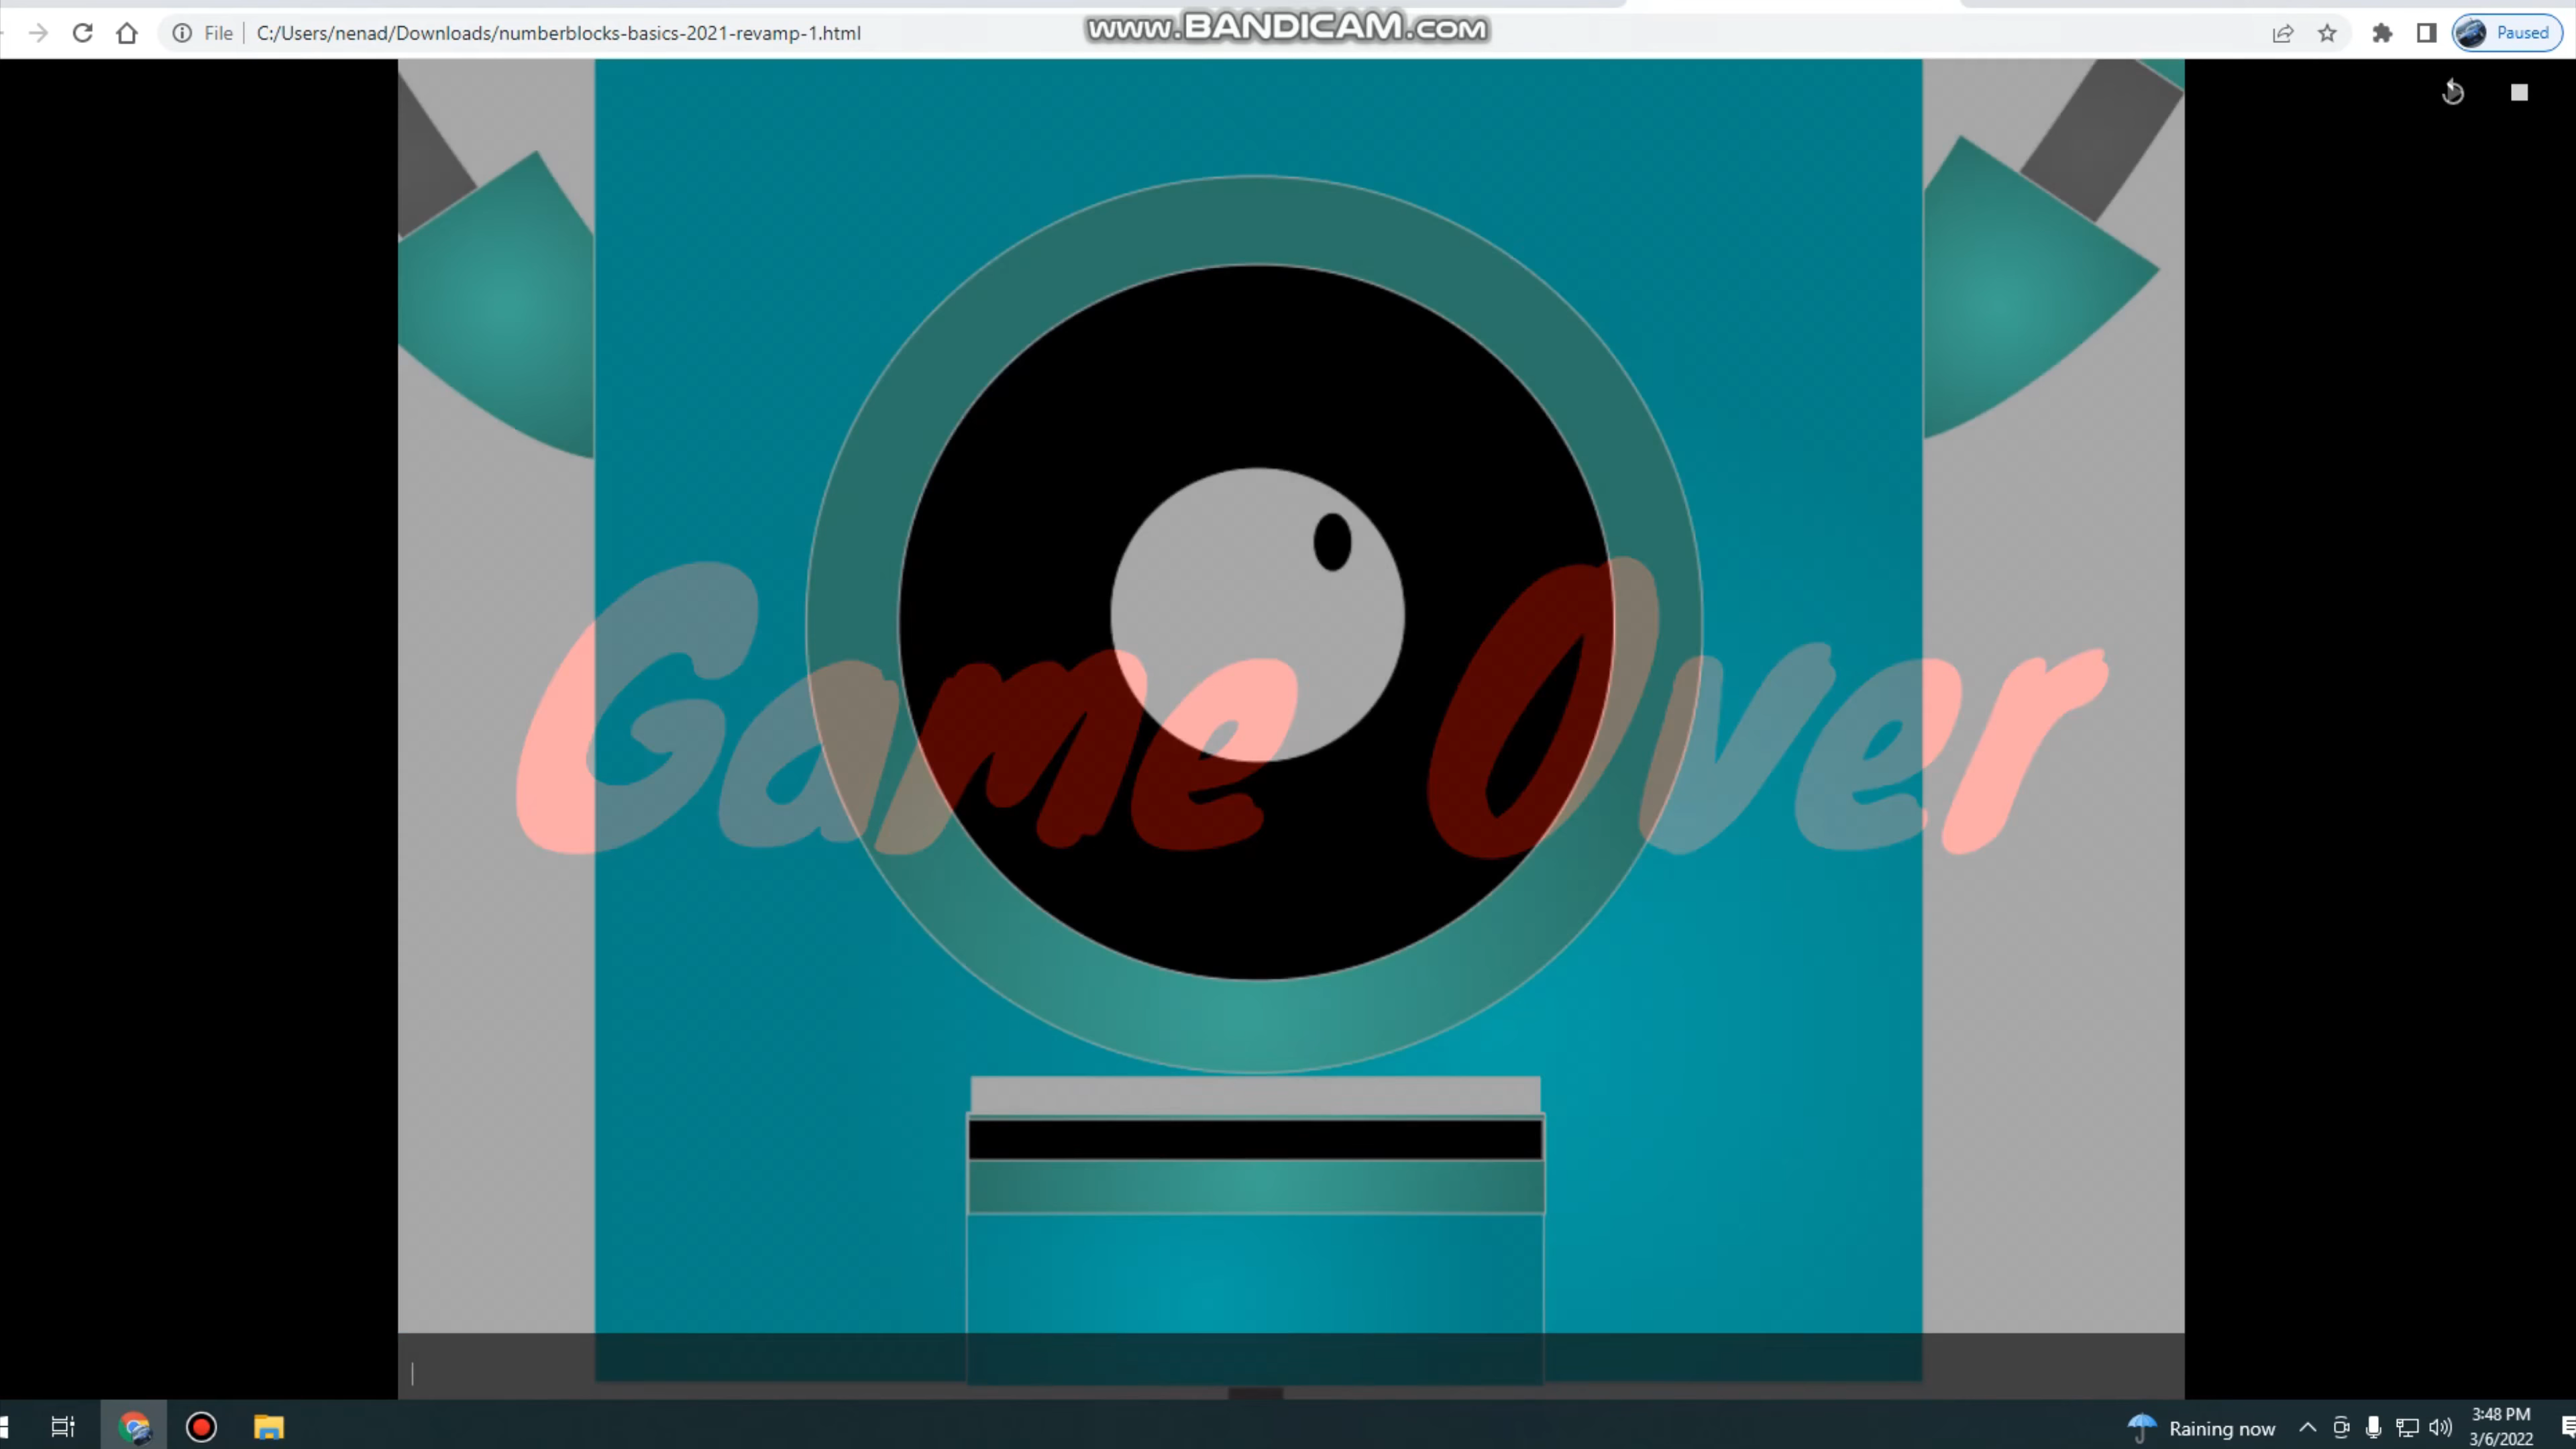 File
C:/Users/nenad/Downloads/numberblocks-basics-2021-revamp-1.html
www.BANDICAM.com
Paused
Game Over
Raining now
3:48 PM
3/6/2022